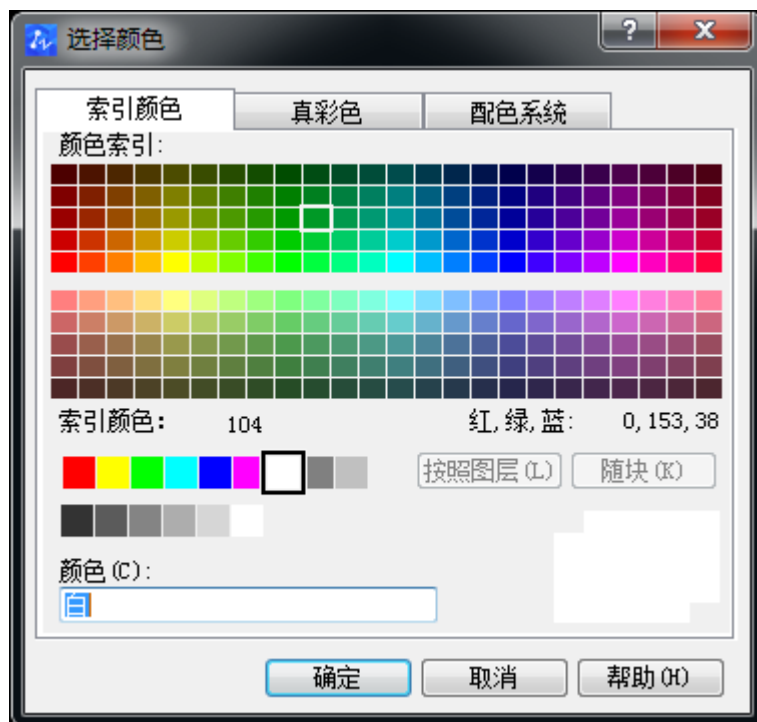 选择颜色
?
索引颜色 真彩色 配色系统
颜色索引:
索引颜色: 104 红,绿,蓝: 0,153,38
按照图层(L) 随块(K)
颜色(C):
白
确定 取消 帮助(H)